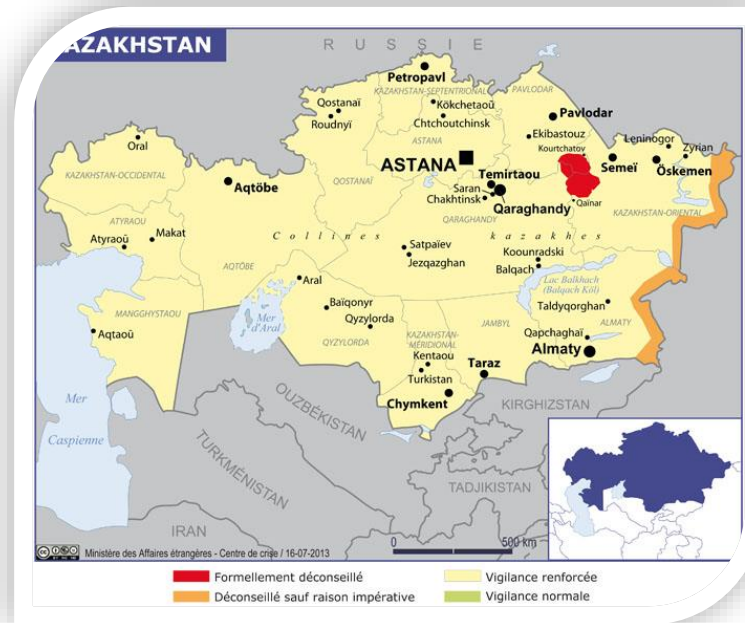 KAZAKHSTAN
RUSSIE
Petropavl
KAZAKHSTAN-SEPTENTRIONAL
PAVLODAR
Qostanaï
Kökchetaoû
Roudnyï
Chtchoutchinsk
Pavlodar
Oral
ASTANA
Ekibastouz
Leninogor
Kourtchatov
Zyrian
ASTANA
Semeï
Öskemen
KAZAKHSTAN-OCCIDENTAL
Aqtöbe
QOSTANAÏ
Temirtaou
Saran
Chakhtinsk
Qaraghandy
Qaïnar
KAZAKHSTAN-ORIENTAL
ATYRAOU
QARAGHANDY
Atyraoû
Makat
Collines kazakhes
Satpaïev
Jezqazghan
Koounradski
Balqach
AQTÖBE
Aral
Lac Balkhach
(Balqach Köl)
Baïqonyr
Taldyqorghan
MANGGHYSTAOU
Mer
d'Aral
Qyzylorda
KAZAKHSTAN-
MÉRIDIONAL
JAMBYL
ALMATY
Aqtaoû
QYZYLORDA
Qapchaghaï
Kentaou
Almaty
Turkistan
Taraz
Chymkent
Mer
Caspienne
OUZBÉKISTAN
KIRGHIZSTAN
TURKMÉNISTAN
TADJIKISTAN
IRAN
0 500 km
Ministère des Affaires étrangères - Centre de crise / 16-07-2013
Formellement déconseillé
Vigilance renforcée
Déconseillé sauf raison impérative
Vigilance normale